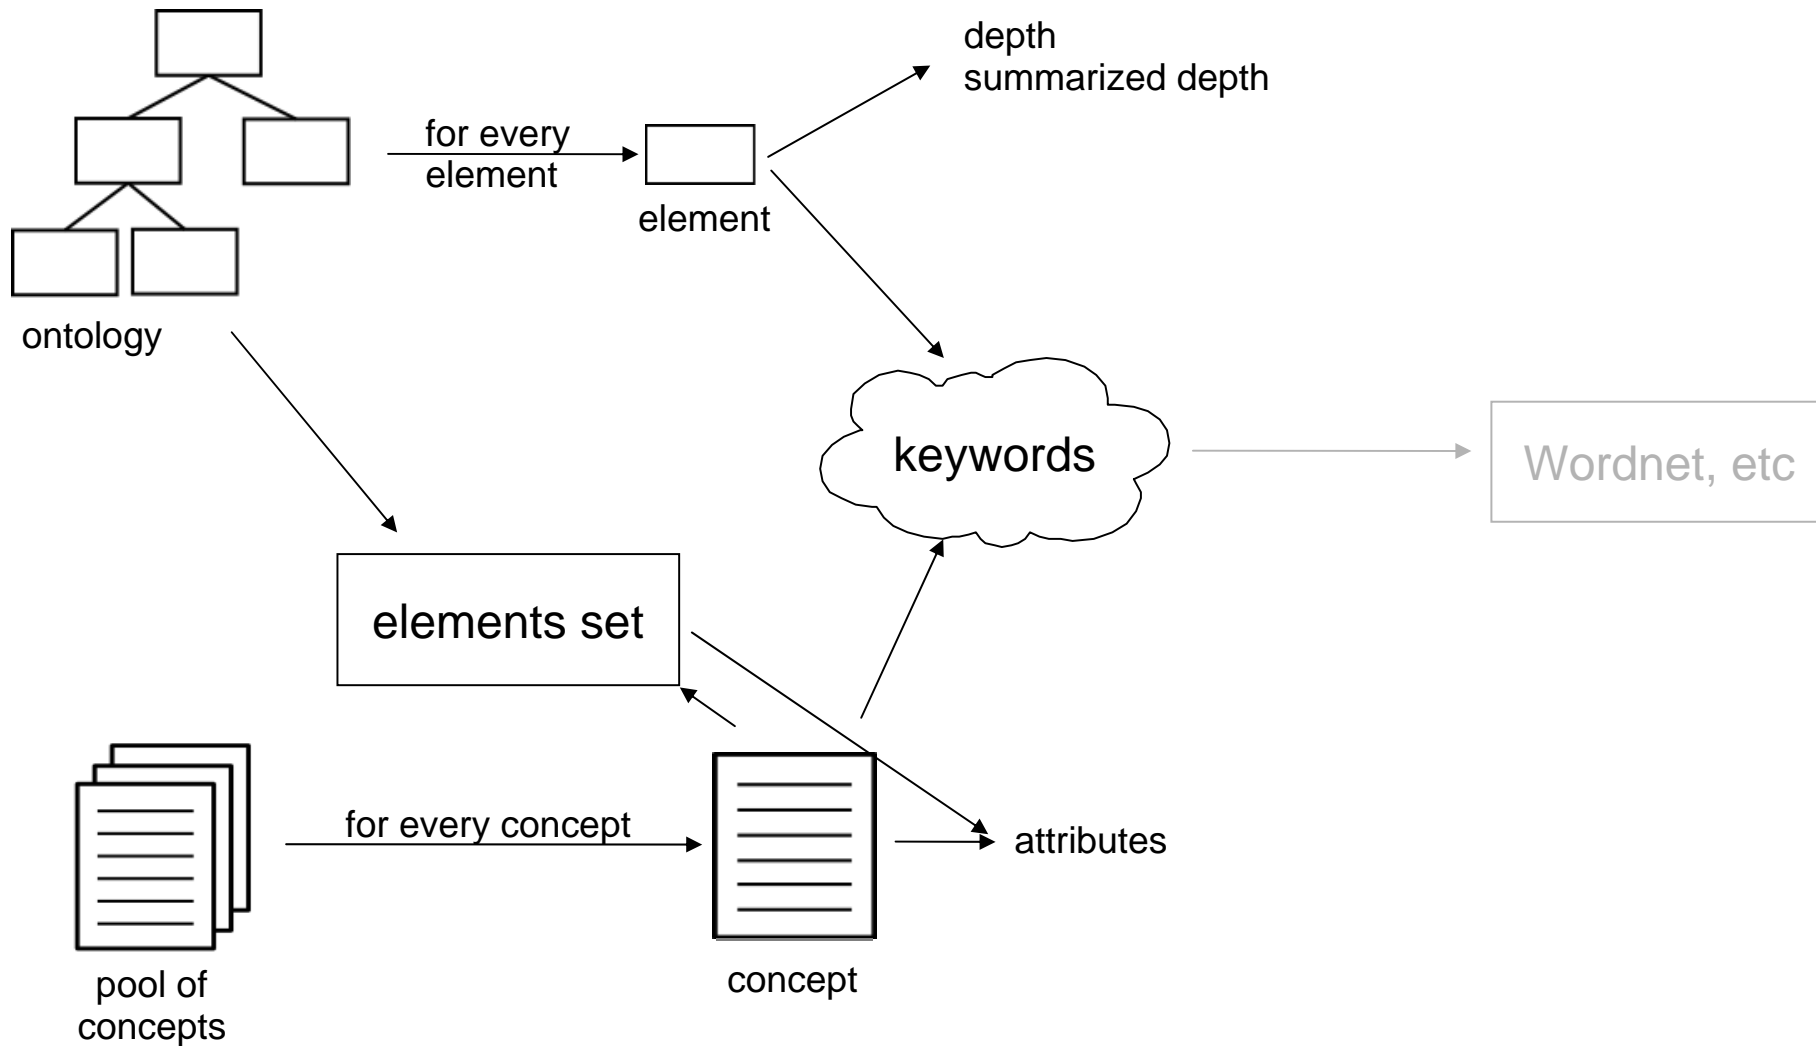 depth
summarized depth
for every
element
element
ontology
keywords
Wordnet, etc
elements set
for every concept
attributes
concept
pool of
concepts